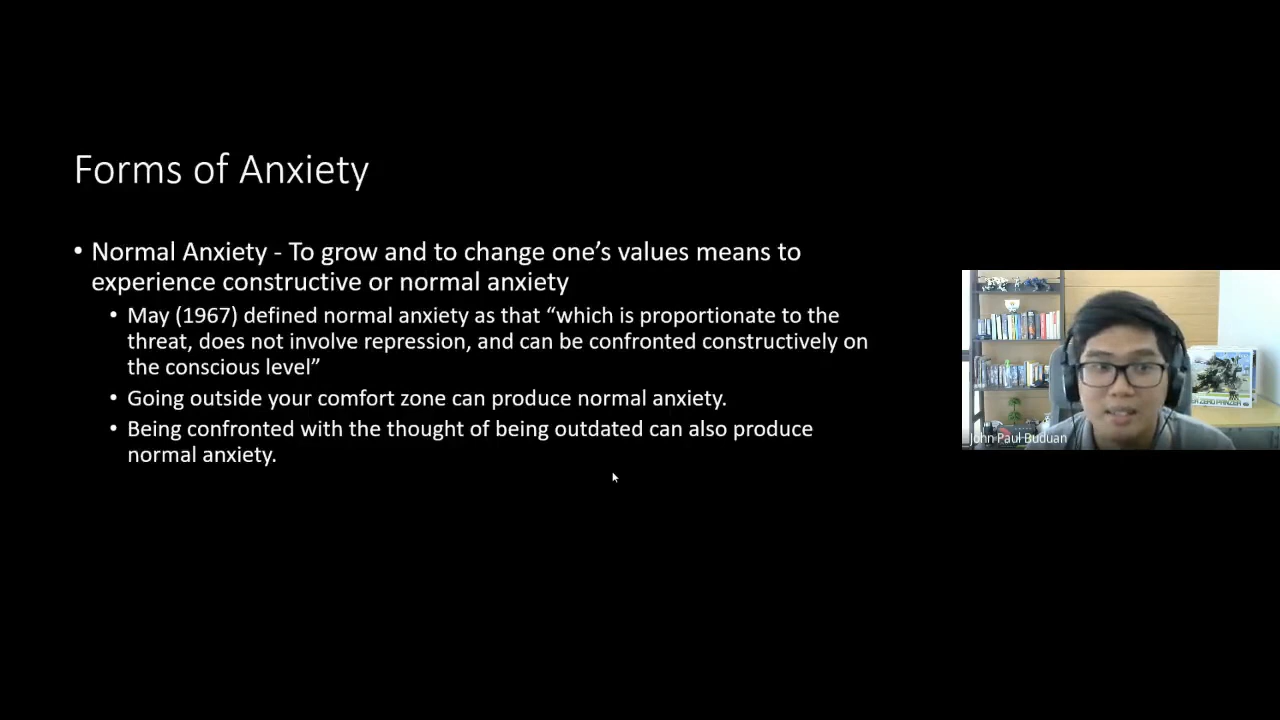 Forms of Anxiety
• Normal Anxiety - To grow and to change one’s values means to
experience constructive or normal anxiety
• May (1967) defined normal anxiety as that “which is proportionate to the
threat, does not involve repression, and can be confronted constructively on
the conscious level”
• Going outside your comfort zone can produce normal anxiety.
• Being confronted with the thought of being outdated can also produce
normal anxiety.
John Paul Buduan
ZERO PANZER